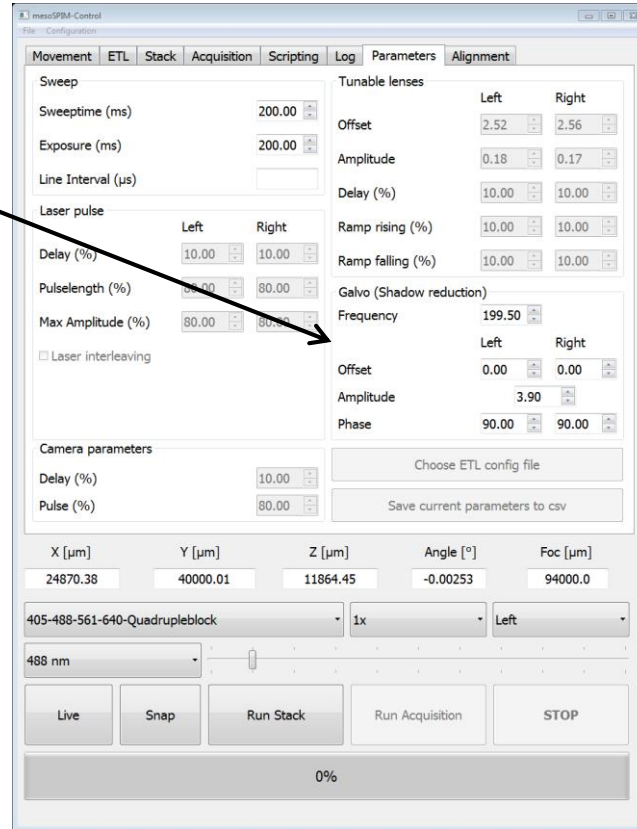 mesoSPIM-Control
File Configuration
Movement ETL Stack Acquisition Scripting Log Parameters Alignment
Sweep
Sweeptime (ms) 200.00
Exposure (ms) 200.00
Line Interval (µs)
Laser pulse
Left Right
Delay (%) 10.00 10.00
Pulselength (%) 80.00 80.00
Max Amplitude (%) 80.00 80.00
Laser interleaving
Camera parameters
Delay (%) 10.00
Pulse (%) 80.00
Tunable lenses
Left Right
Offset 2.52 2.56
Amplitude 0.18 0.17
Delay (%) 10.00 10.00
Ramp rising (%) 10.00 10.00
Ramp falling (%) 10.00 10.00
Galvo (Shadow reduction)
Frequency 199.50
Left Right
Offset 0.00 0.00
Amplitude 3.90
Phase 90.00 90.00
Choose ETL config file
Save current parameters to csv
X [µm] Y [µm] Z [µm] Angle [°] Foc [µm]
24870.38 40000.01 11864.45 -0.00253 94000.0
405-488-561-640-Quadrupleblock 1x Left
488 nm
Live Snap Run Stack Run Acquisition STOP
0%